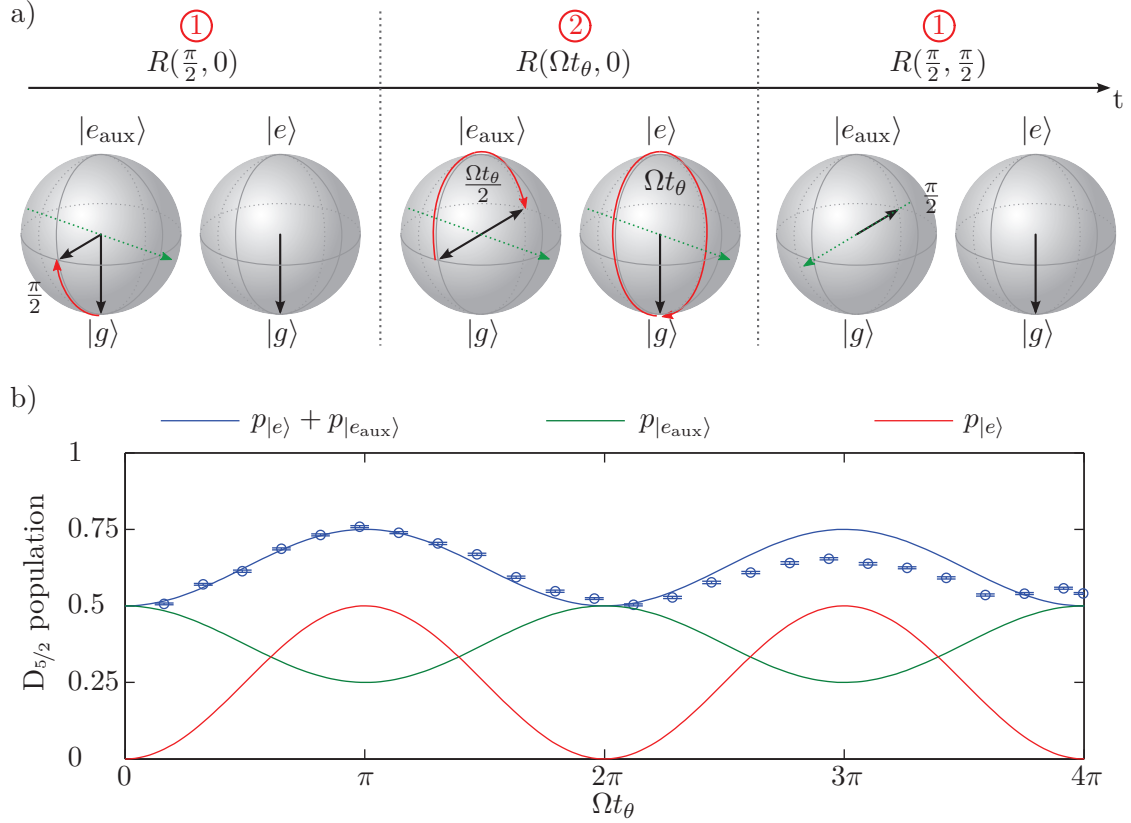 a)
① ② ①
R(π/2, 0) R(Ωt_θ, 0) R(π/2, π/2)
t
|e_aux⟩ |e⟩ |e_aux⟩ |e⟩ |e_aux⟩ |e⟩
Ωt_θ/2 Ωt_θ π/2
π/2
|g⟩ |g⟩ |g⟩
b)
p_|e⟩ + p_|e_aux⟩ p_|e_aux⟩ p_|e⟩
D_5/2 population
1
0.75
0.5
0.25
0
0 π 2π 3π 4π
Ωt_θ